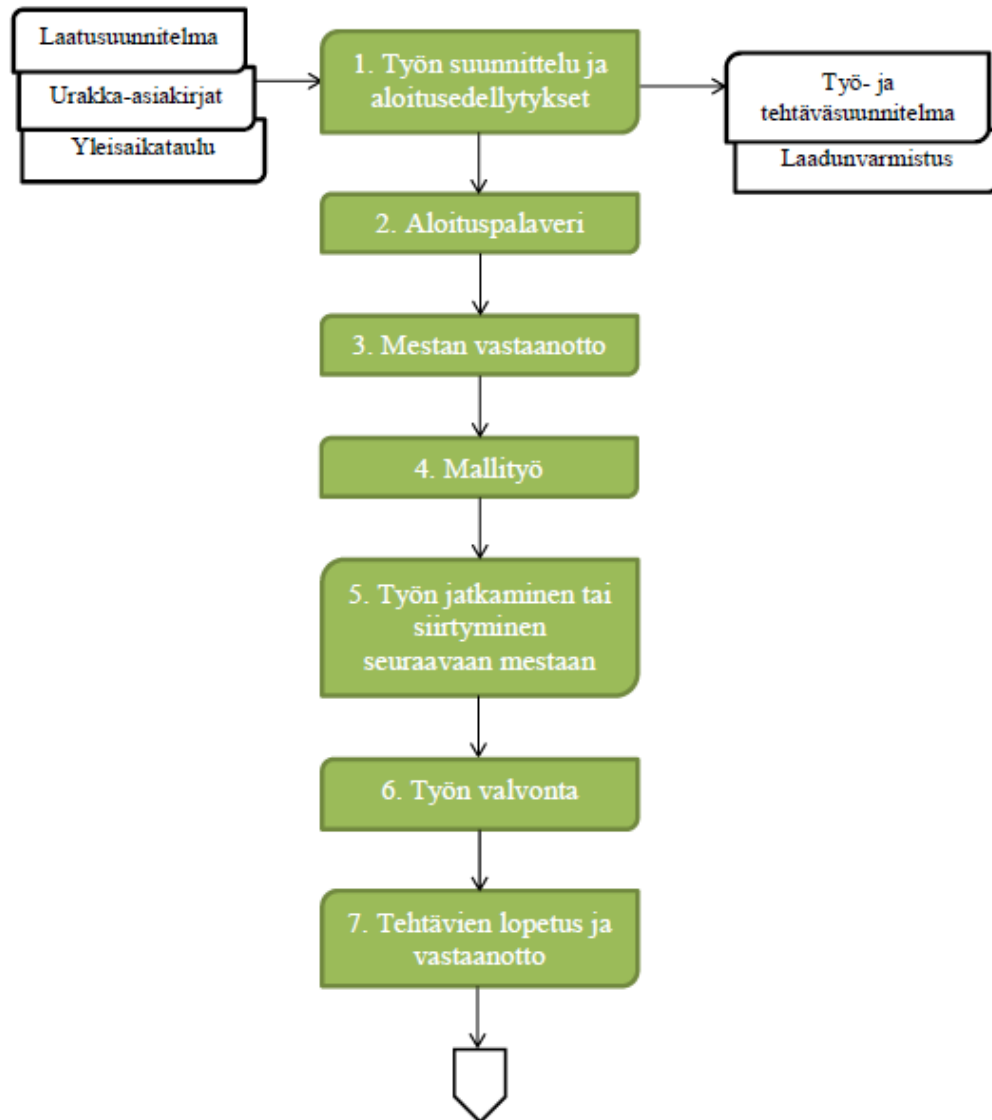 Laatusuunnitelma
Urakka-asiakirjat
Yleisaikataulu
1. Työn suunnittelu ja
aloitusedellytykset
Työ- ja
tehtäväsuunnitelma
Laadunvarmistus
2. Aloituspalaveri
3. Mestan vastaanotto
4. Mallityö
5. Työn jatkaminen tai
siirtyminen
seuraavaan mestaan
6. Työn valvonta
7. Tehtävien lopetus ja
vastaanotto